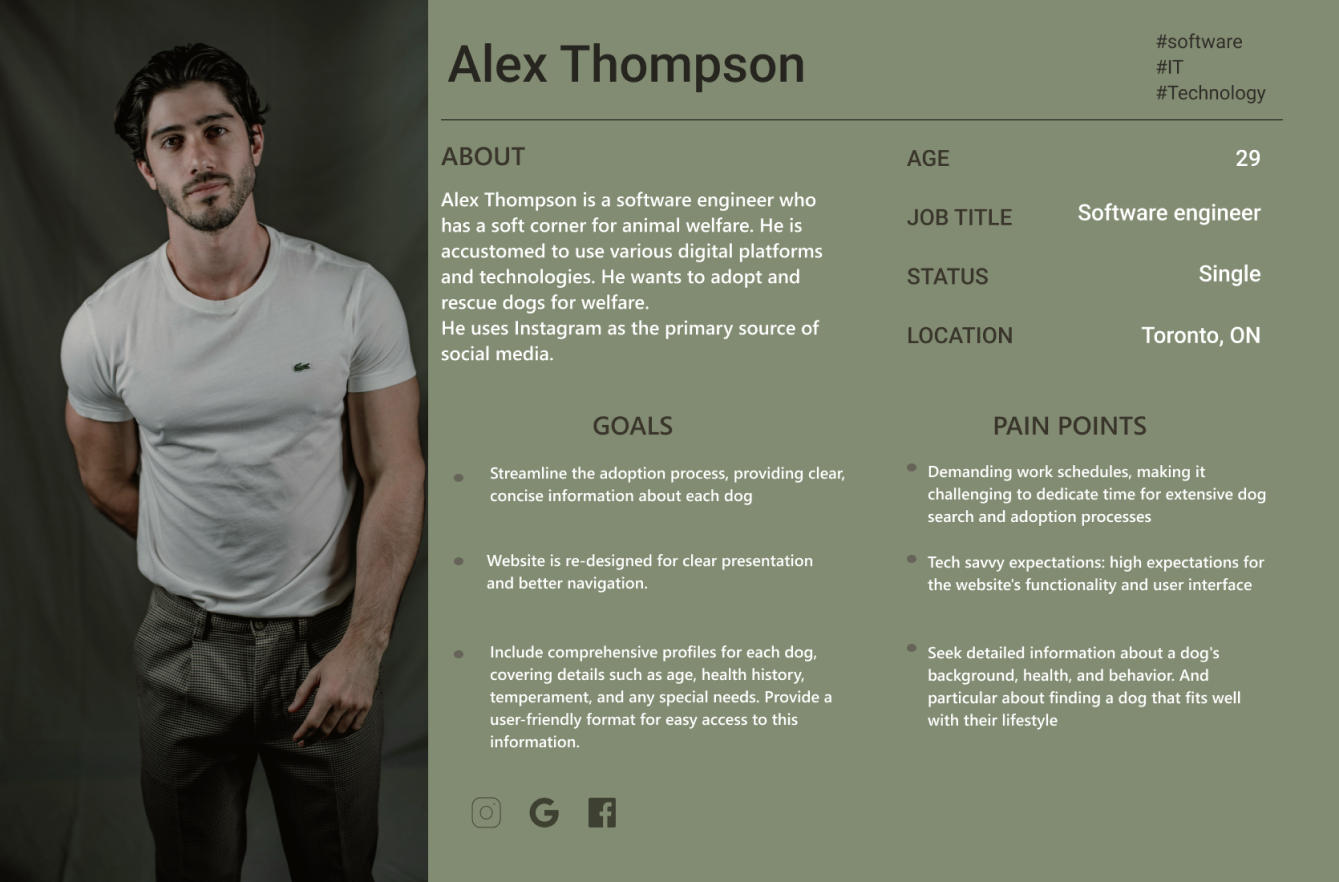 Alex Thompson
#software
#IT
#Technology
ABOUT
Alex Thompson is a software engineer who
has a soft corner for animal welfare. He is
accustomed to use various digital platforms
and technologies. He wants to adopt and
rescue dogs for welfare.
He uses Instagram as the primary source of
social media.
AGE
29
JOB TITLE
Software engineer
STATUS
Single
LOCATION
Toronto, ON
GOALS
Streamline the adoption process, providing clear,
concise information about each dog
Website is re-designed for clear presentation
and better navigation.
Include comprehensive profiles for each dog,
covering details such as age, health history,
temperament, and any special needs. Provide a
user-friendly format for easy access to this
information.
PAIN POINTS
Demanding work schedules, making it
challenging to dedicate time for extensive dog
search and adoption processes
Tech savvy expectations: high expectations for
the website's functionality and user interface
Seek detailed information about a dog's
background, health, and behavior. And
particular about finding a dog that fits well
with their lifestyle